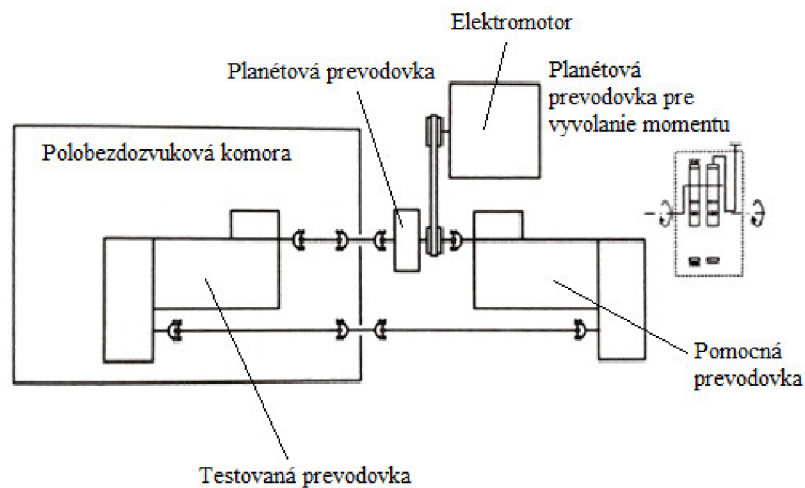 Elektromotor
Planétová prevodovka
Planétová
prevodovka pre
vyvolanie momentu
Polobezdozvuková komora
Pomocná
prevodovka
Testovaná prevodovka